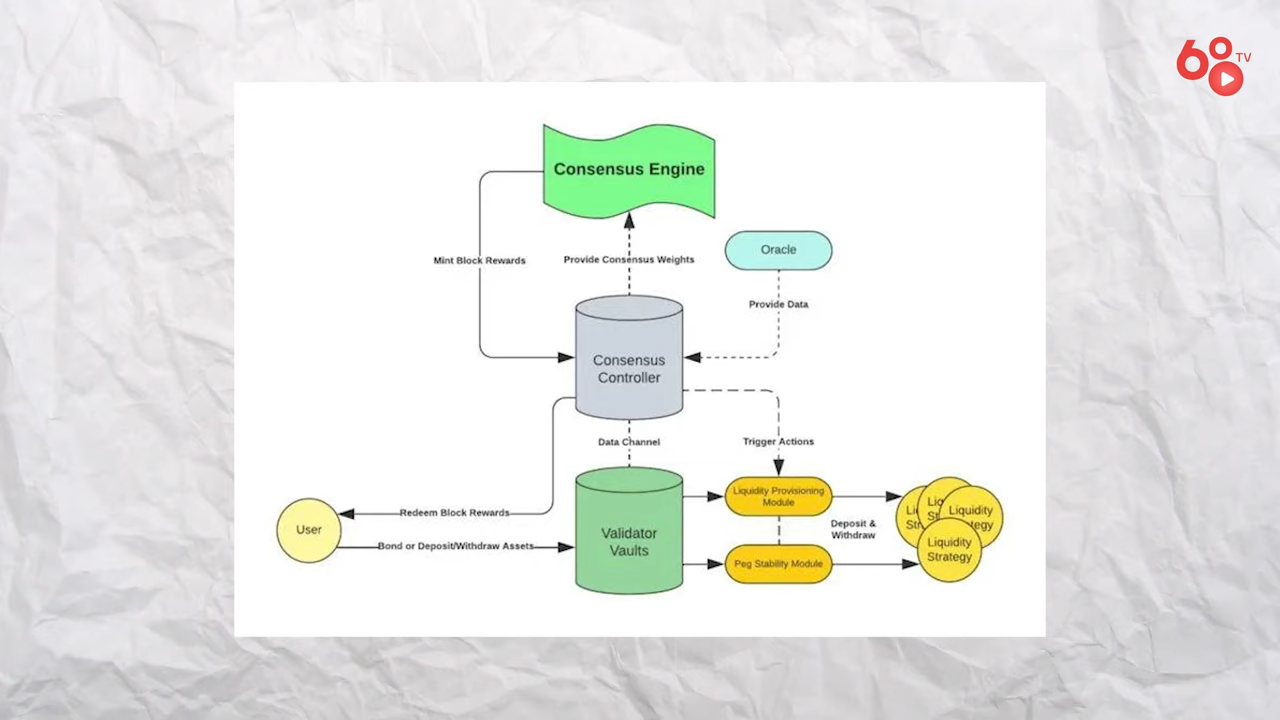 68 TV
Consensus Engine
Mint Block Rewards
Provide Consensus Weights
Oracle
Provide Data
Consensus
Controller
Data Channel
Trigger Actions
User
Redeem Block Rewards
Bond or Deposit/Withdraw Assets
Validator
Vaults
Liquidity Provisioning
Module
Peg Stability Module
Deposit &
Withdraw
Liquidity
Liquidity
Strategy